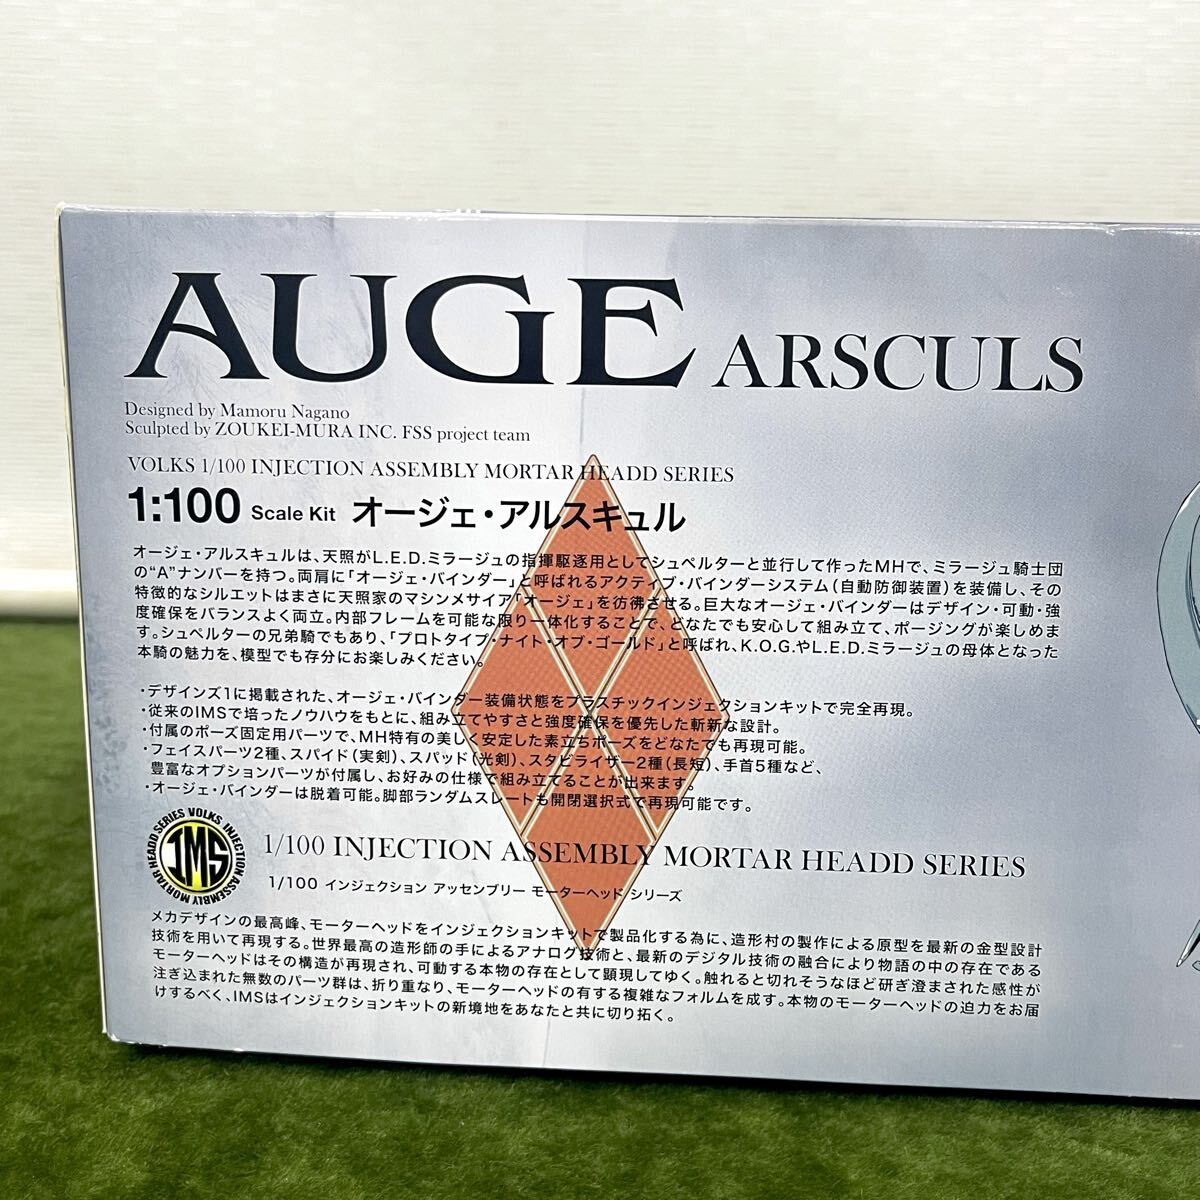 AUGE ARSCULS
Designed by Mamoru Nagano
Sculpted by ZOUKEI-MURA INC. FSS project team
VOLKS 1/100 INJECTION ASSEMBLY MORTAR HEADD SERIES
1:100 Scale Kit オージェ・アルスキュル
オージェ・アルスキュルは、天照がL.E.D.ミラージュの指揮駆逐用としてシュペルターと並行して作ったMHで、ミラージュ騎士団
の“A”ナンバーを持つ。両肩に「オージェ・バインダー」と呼ばれるアクティブ・バインダーシステム(自動防御装置)を装備し、その
特徴的なシルエットはまさに天照家のマシンメサイア「オージェ」を彷彿させる。巨大なオージェ・バインダーはデザイン・可動・強
度確保をバランスよく両立。内部フレームを可能な限り一体化することで、どなたでも安心して組み立て、ポージングが楽しめま
す。シュペルターの兄弟騎でもあり、「プロトタイプ・ナイト・オブ・ゴールド」と呼ばれ、K.O.G.やL.E.D.ミラージュの母体となった
本騎の魅力を、模型でも存分にお楽しみください。
・デザインズ1に掲載された、オージェ・バインダー装備状態をプラスチックインジェクションキットで完全再現。
・従来のIMSで培ったノウハウをもとに、組み立てやすさと強度確保を優先した斬新な設計。
・付属のポーズ固定用パーツで、MH特有の美しく安定した素立ちポーズをどなたでも再現可能。
・フェイスパーツ2種、スパイド(実剣)、スパッド(光剣)、スタビライザー2種(長短)、手首5種など、
豊富なオプションパーツが付属し、お好みの仕様で組み立てることが出来ます。
・オージェ・バインダーは脱着可能。脚部ランダムスレートも開閉選択式で再現可能です。
VOLKS INJECTION ASSEMBLY MORTAR HEADD SERIES
IMS
1/100 INJECTION ASSEMBLY MORTAR HEADD SERIES
1/100 インジェクション アッセンブリー モーターヘッド シリーズ
メカデザインの最高峰、モーターヘッドをインジェクションキットで製品化する為に、造形村の製作による原型を最新の金型設計
技術を用いて再現する。世界最高の造形師の手によるアナログ技術と、最新のデジタル技術の融合により物語の中の存在である
モーターヘッドはその構造が再現され、可動する本物の存在として顕現してゆく。触れると切れそうなほど研ぎ澄まされた感性が
注ぎ込まれた無数のパーツ群は、折り重なり、モーターヘッドの有する複雑なフォルムを成す。本物のモーターヘッドの迫力をお届
けするべく、IMSはインジェクションキットの新境地をあなたと共に切り拓く。